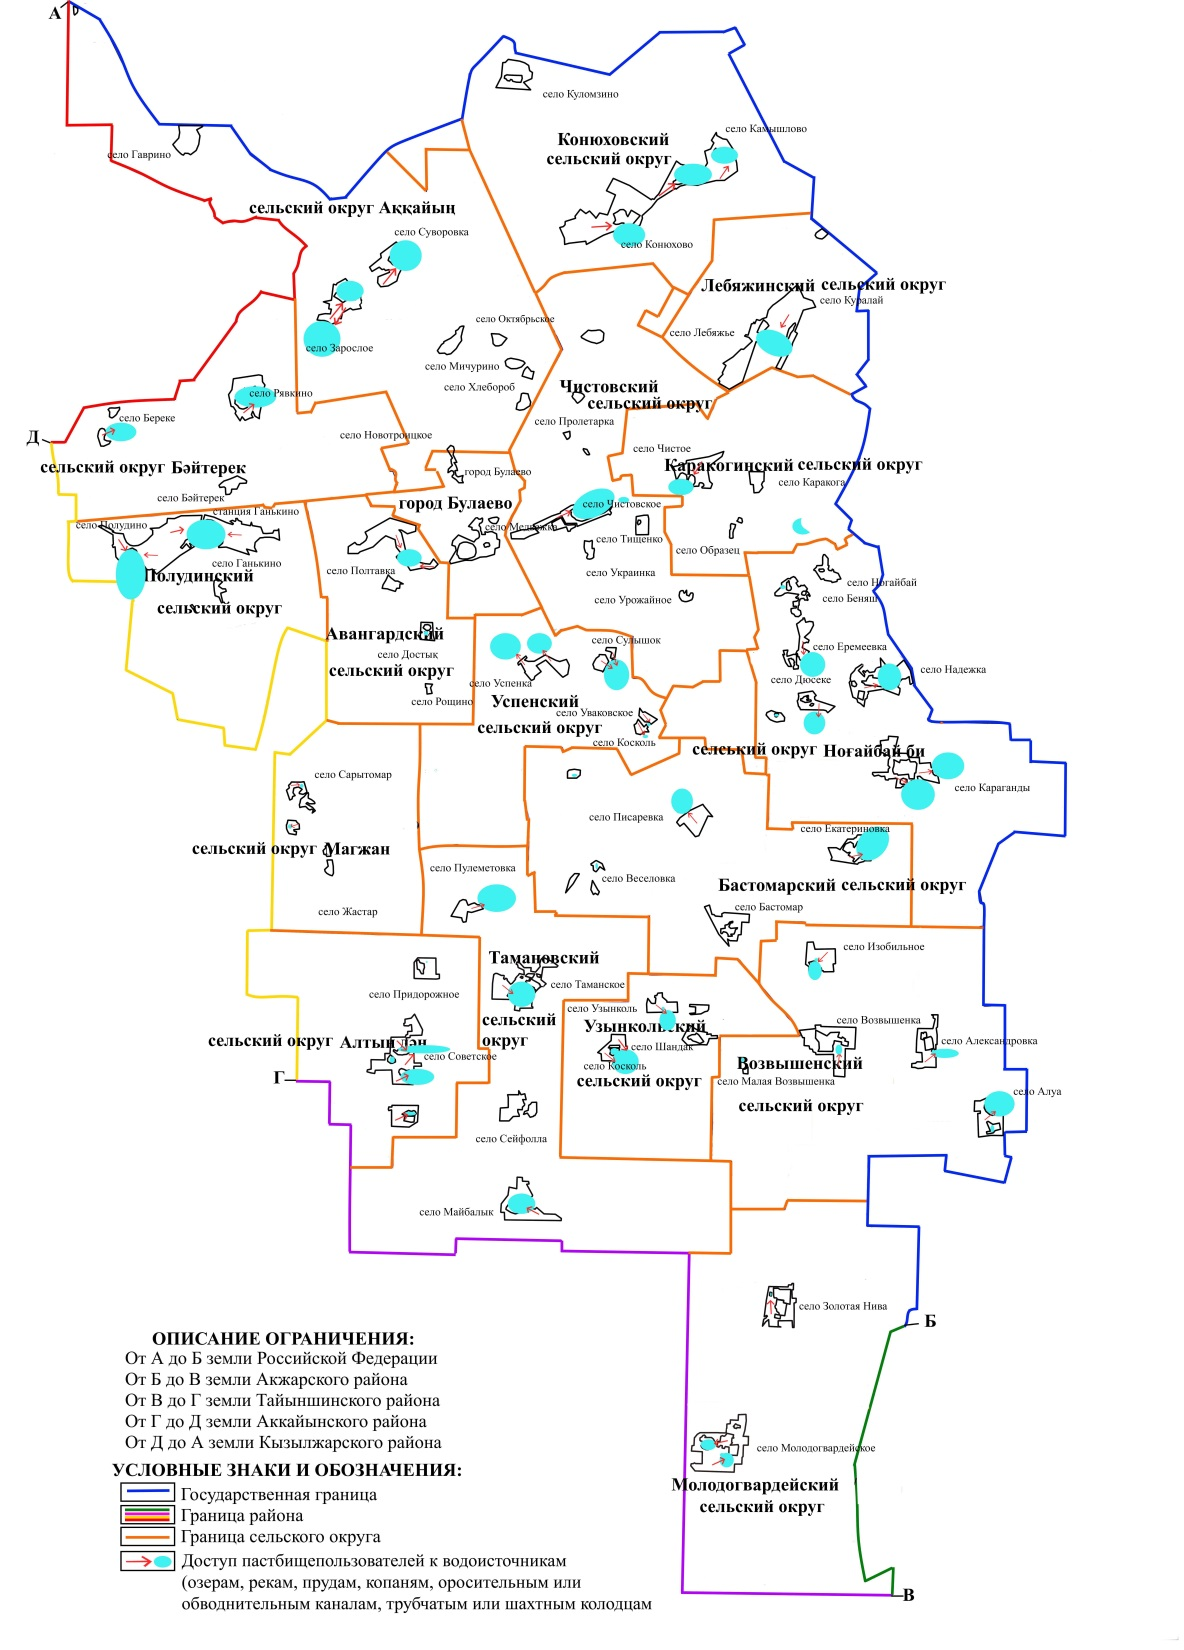 А
село Куломзино
село Камышлово
Конюховский
сельский округ
село Гаврино
сельский округ Аққайың
село Суворовка
село Конюхово
Лебяжинский сельский округ
село Куралай
село Октябрьское
село Лебяжье
село Зарослое
село Мичурино
село Хлебороб
Чистовский
сельский округ
село Рявкино
село Береке
село Пролетарка
Д
село Новотроицкое
село Чистое
сельский округ Бәйтерек
город Булаево
Каракогинский сельский округ
село Каракога
село Бәйтерек
город Булаево
село Чистовское
станция Ганькино
село Полудино
село Тищенко
село Образец
село Ганькино
село Полтавка
село Украинка
Полудинский
сельский округ
село Ногайбай
село Беняш
село Урожайное
Авангардский
село Достык
сельский округ
село Сулышок
село Еремеевка
село Надежка
село Успенка
село Дюсеке
село Рощино
Успенский
сельский округ
село Уваковское
село Косколь
селський округ Ноғайбай би
село Сарытомар
село Караганды
село Писаревка
село Екатериновка
сельский округ Мағжан
село Пулеметовка
село Веселовка
Бастомарский сельский округ
село Жастар
село Бастомар
село Изобильное
Тамановский
село Таманское
село Придорожное
село Узынколь
сельский
округ
Узынкольский
село Возвышенка
сельский округ Алтын дән
село Советское
село Шандак
село Косколь
сельский округ
село Александровка
Возвышенский
село Малая Возвышенка
сельский округ
Г
село Алуа
село Сейфолла
село Майбалык
село Золотая Нива
Б
село Молодогвардейское
Молодогвардейский
сельский округ
В
ОПИСАНИЕ ОГРАНИЧЕНИЯ:
От А до Б земли Российской Федерации
От Б до В земли Акжарского района
От В до Г земли Тайыншинского района
От Г до Д земли Аккайынского района
От Д до А земли Кызылжарского района
УСЛОВНЫЕ ЗНАКИ И ОБОЗНАЧЕНИЯ:
Государственная граница
Граница района
Граница сельского округа
Доступ пастбищепользователей к водоисточникам
(озерам, рекам, прудам, копаням, оросительным или
обводнительным каналам, трубчатым или шахтным колодцам